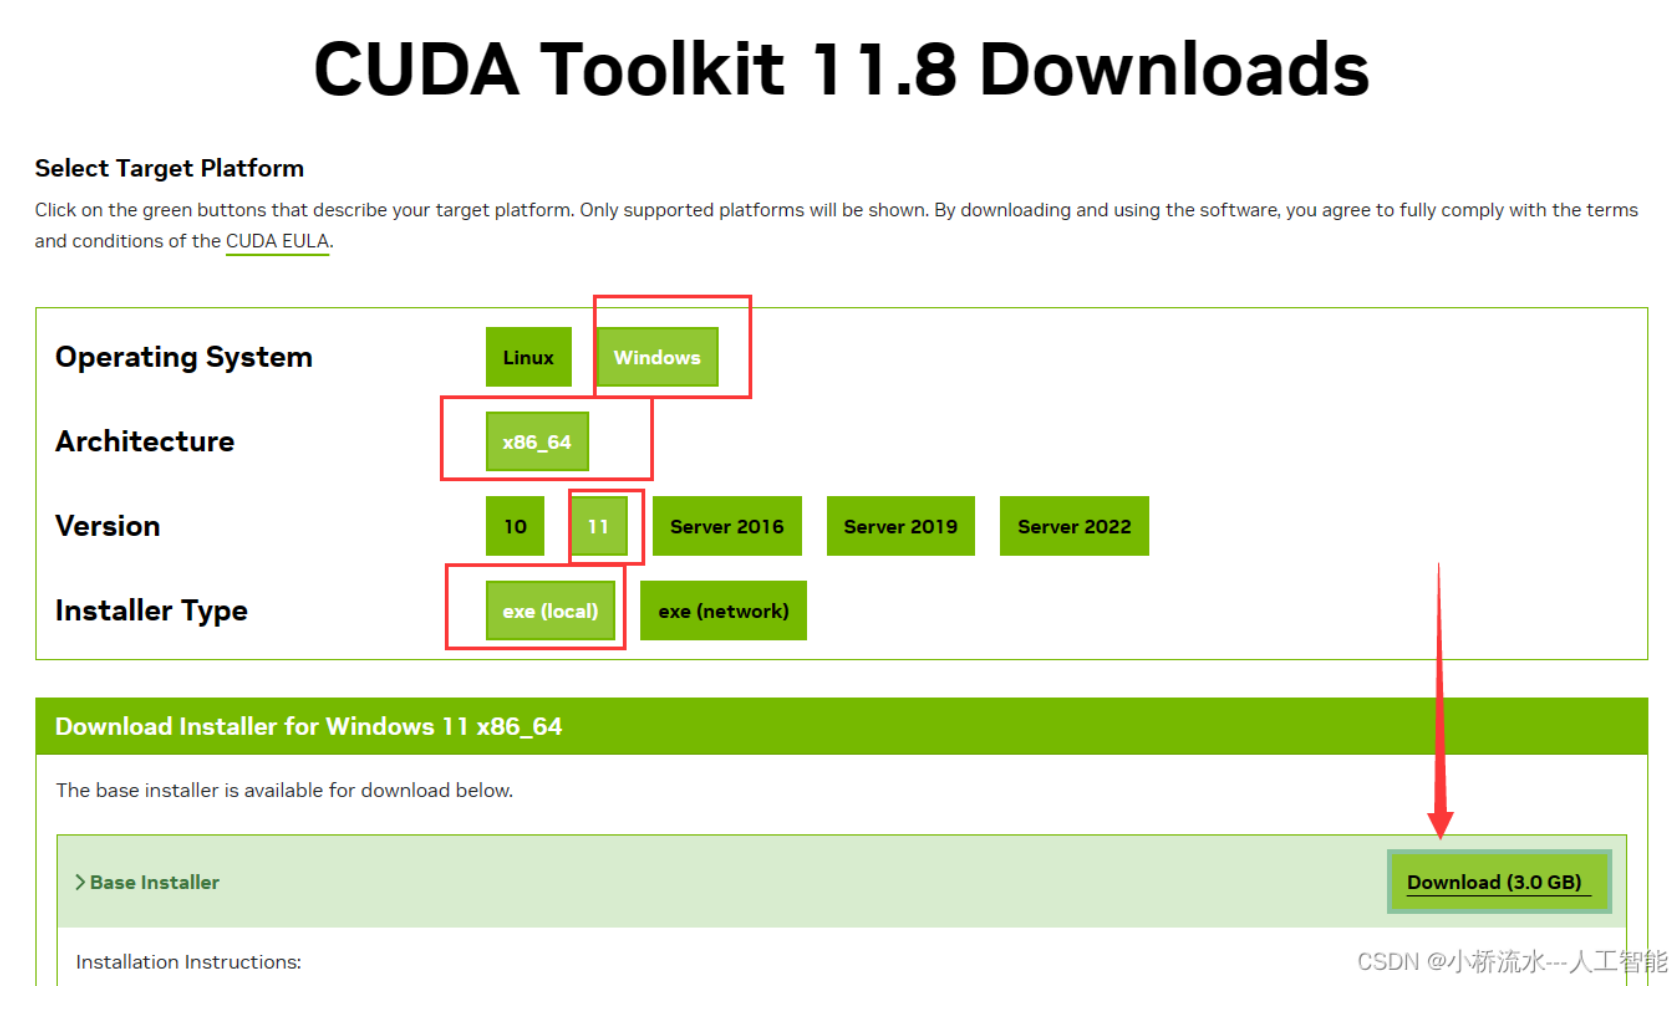 CUDA Toolkit 11.8 Downloads
Select Target Platform
Click on the green buttons that describe your target platform. Only supported platforms will be shown. By downloading and using the software, you agree to fully comply with the terms
and conditions of the CUDA EULA.
Operating System Linux Windows
Architecture x86_64
Version 10 11 Server 2016 Server 2019 Server 2022
Installer Type exe (local) exe (network)
Download Installer for Windows 11 x86_64
The base installer is available for download below.
Base Installer Download (3.0 GB)
Installation Instructions:
CSDN @小桥流水---人工智能